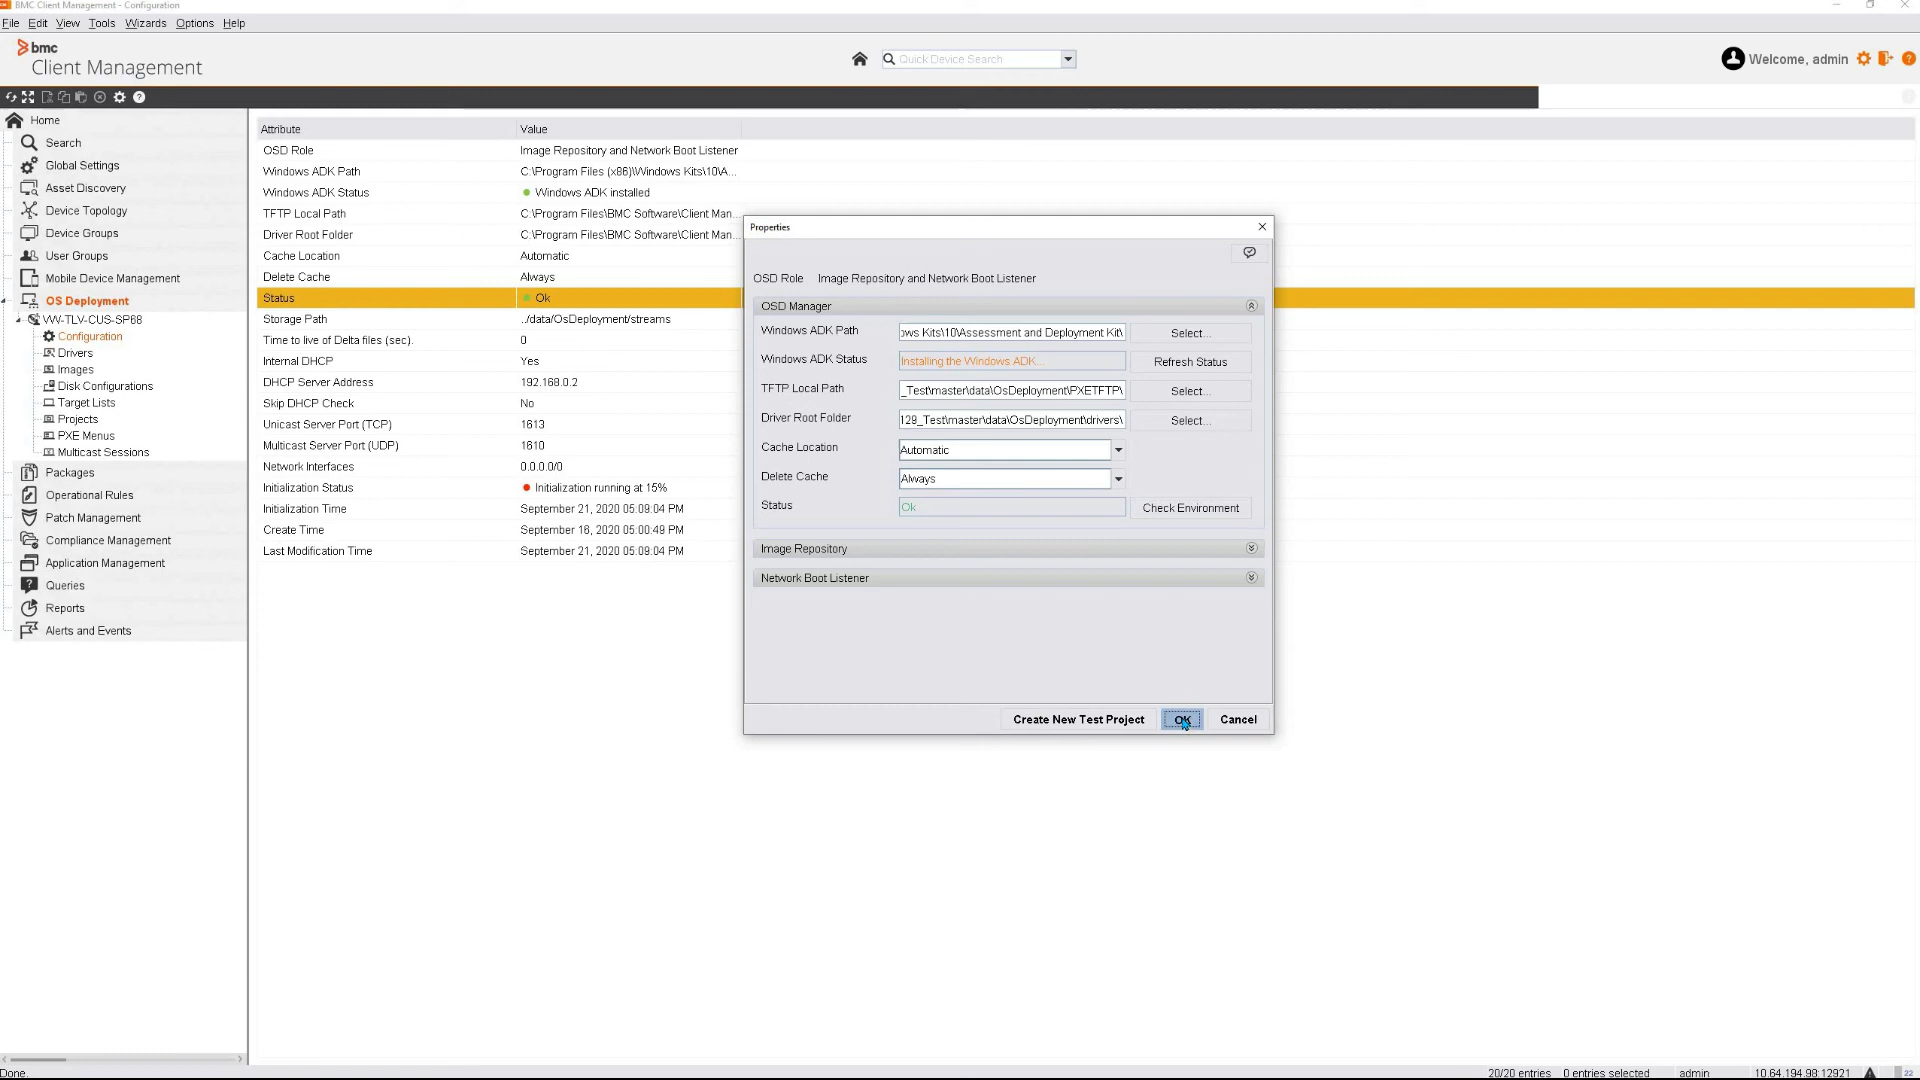 BMC Client Management - Configuration
File Edit View Tools Wizards Options Help
bmc
Client Management
Quick Device Search
Welcome, admin
Home
Search
Global Settings
Asset Discovery
Device Topology
Device Groups
User Groups
Mobile Device Management
OS Deployment
VW-TLV-CUS-SP68
Configuration
Drivers
Images
Disk Configurations
Target Lists
Projects
PXE Menus
Multicast Sessions
Packages
Operational Rules
Patch Management
Compliance Management
Application Management
Queries
Reports
Alerts and Events
Attribute Value
OSD Role Image Repository and Network Boot Listener
Windows ADK Path C:\Program Files (x86)\Windows Kits\10\A...
Windows ADK Status Windows ADK installed
TFTP Local Path C:\Program Files\BMC Software\Client Man...
Driver Root Folder C:\Program Files\BMC Software\Client Man...
Cache Location Automatic
Delete Cache Always
Status Ok
Storage Path ../data/OsDeployment/streams
Time to live of Delta files (sec). 0
Internal DHCP Yes
DHCP Server Address 192.168.0.2
Skip DHCP Check No
Unicast Server Port (TCP) 1613
Multicast Server Port (UDP) 1610
Network Interfaces 0.0.0.0/0
Initialization Status Initialization running at 15%
Initialization Time September 21, 2020 05:09:04 PM
Create Time September 16, 2020 05:00:49 PM
Last Modification Time September 21, 2020 05:09:04 PM
Properties
OSD Role Image Repository and Network Boot Listener
OSD Manager
Windows ADK Path ows Kits\10\Assessment and Deployment Kit\ Select...
Windows ADK Status Installing the Windows ADK... Refresh Status
TFTP Local Path _Test\master\data\OsDeployment\PXETFTP\ Select...
Driver Root Folder 129_Test\master\data\OsDeployment\drivers\ Select...
Cache Location Automatic
Delete Cache Always
Status Ok Check Environment
Image Repository
Network Boot Listener
Create New Test Project OK Cancel
Done. 20/20 entries 0 entries selected admin 10.64.194.98:12921 22